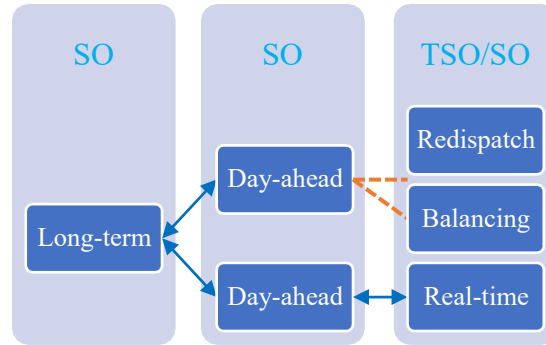 SO
SO
TSO/SO
Long-term
Day-ahead
Day-ahead
Redispatch
Balancing
Real-time